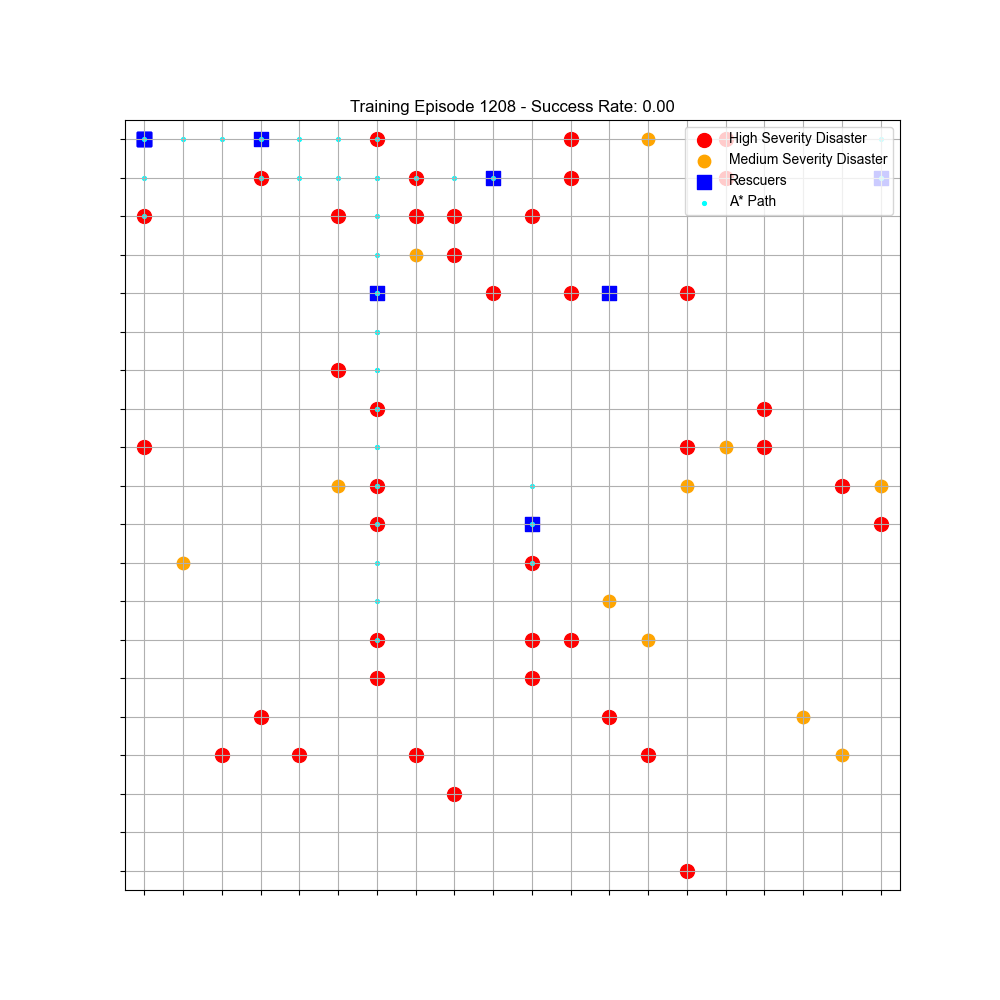 Training Episode 1208 - Success Rate: 0.00
High Severity Disaster
Medium Severity Disaster
Rescuers
A* Path